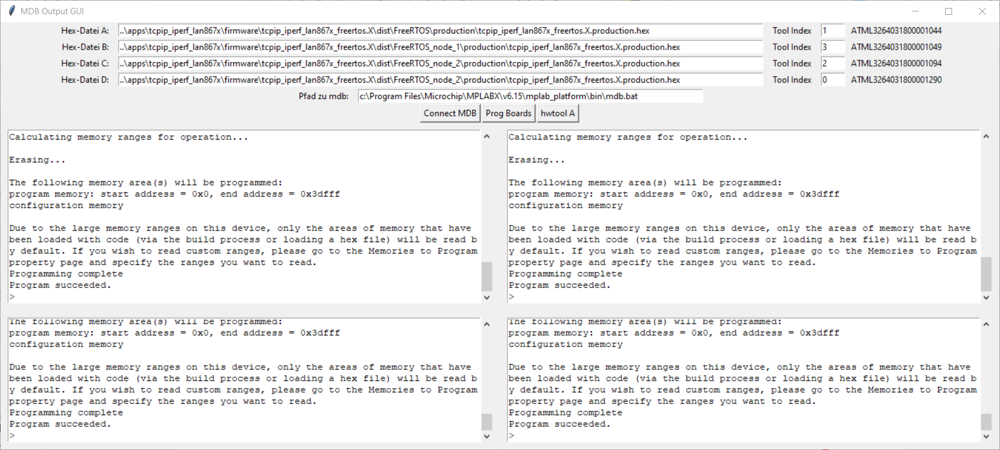 MDB Output GUI
Hex-Datei A: ..\apps\tcpip_iperf_lan867x\firmware\tcpip_iperf_lan867x_freertos.X\dist\FreeRTOS\production\tcpip_iperf_lan867x_freertos.X.production.hex Tool Index 1 ATML3264031800001044
Hex-Datei B: ..\apps\tcpip_iperf_lan867x\firmware\tcpip_iperf_lan867x_freertos.X\dist\FreeRTOS_node_1\production\tcpip_iperf_lan867x_freertos.X.production.hex Tool Index 3 ATML3264031800001049
Hex-Datei C: ..\apps\tcpip_iperf_lan867x\firmware\tcpip_iperf_lan867x_freertos.X\dist\FreeRTOS_node_2\production\tcpip_iperf_lan867x_freertos.X.production.hex Tool Index 2 ATML3264031800001094
Hex-Datei D: ..\apps\tcpip_iperf_lan867x\firmware\tcpip_iperf_lan867x_freertos.X\dist\FreeRTOS_node_2\production\tcpip_iperf_lan867x_freertos.X.production.hex Tool Index 0 ATML3264031800001290
Pfad zu mdb: c:\Program Files\Microchip\MPLABX\v6.15\mplab_platform\bin\mdb.bat
Connect MDB Prog Boards hwtool A
Calculating memory ranges for operation...
Erasing...
The following memory area(s) will be programmed:
program memory: start address = 0x0, end address = 0x3dfff
configuration memory
Due to the large memory ranges on this device, only the areas of memory that have
been loaded with code (via the build process or loading a hex file) will be read b
y default. If you wish to read custom ranges, please go to the Memories to Program
property page and specify the ranges you want to read.
Programming complete
Program succeeded.
>
Calculating memory ranges for operation...
Erasing...
The following memory area(s) will be programmed:
program memory: start address = 0x0, end address = 0x3dfff
configuration memory
Due to the large memory ranges on this device, only the areas of memory that have
been loaded with code (via the build process or loading a hex file) will be read b
y default. If you wish to read custom ranges, please go to the Memories to Program
property page and specify the ranges you want to read.
Programming complete
Program succeeded.
>
The following memory area(s) will be programmed:
program memory: start address = 0x0, end address = 0x3dfff
configuration memory
Due to the large memory ranges on this device, only the areas of memory that have
been loaded with code (via the build process or loading a hex file) will be read b
y default. If you wish to read custom ranges, please go to the Memories to Program
property page and specify the ranges you want to read.
Programming complete
Program succeeded.
>
The following memory area(s) will be programmed:
program memory: start address = 0x0, end address = 0x3dfff
configuration memory
Due to the large memory ranges on this device, only the areas of memory that have
been loaded with code (via the build process or loading a hex file) will be read b
y default. If you wish to read custom ranges, please go to the Memories to Program
property page and specify the ranges you want to read.
Programming complete
Program succeeded.
>